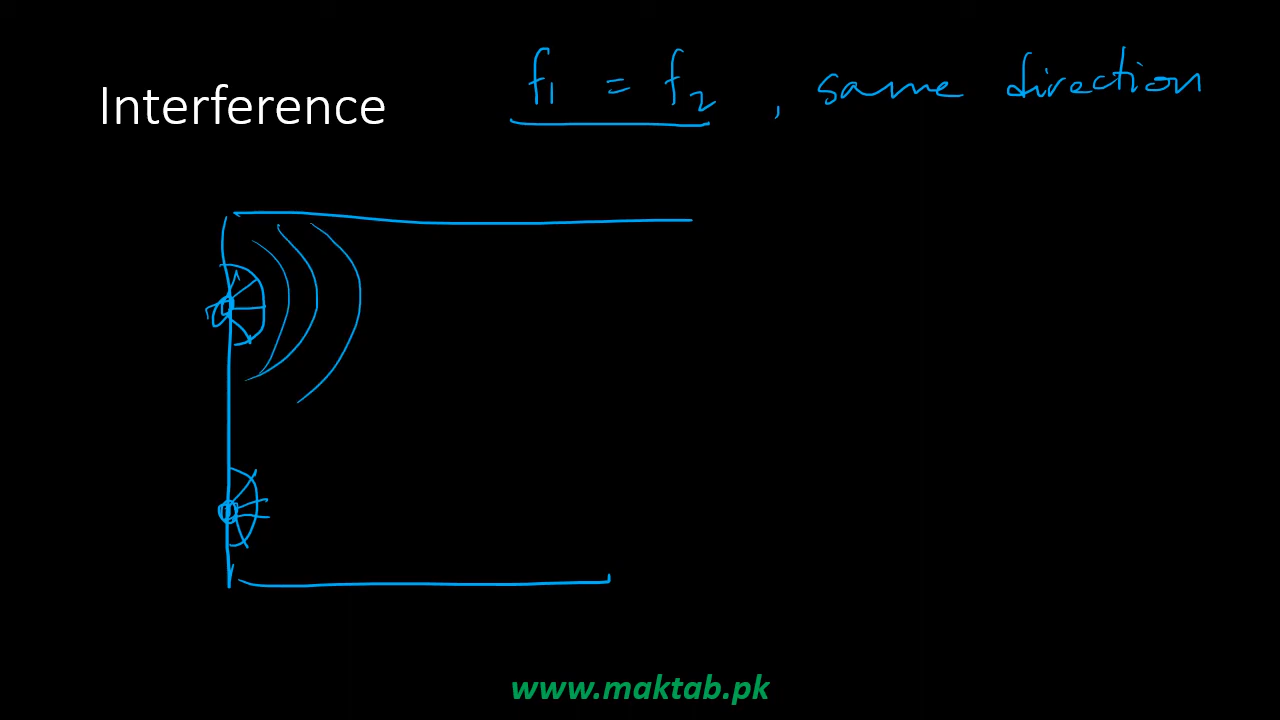 Interference f1 = f2 , same direction
www.maktab.pk